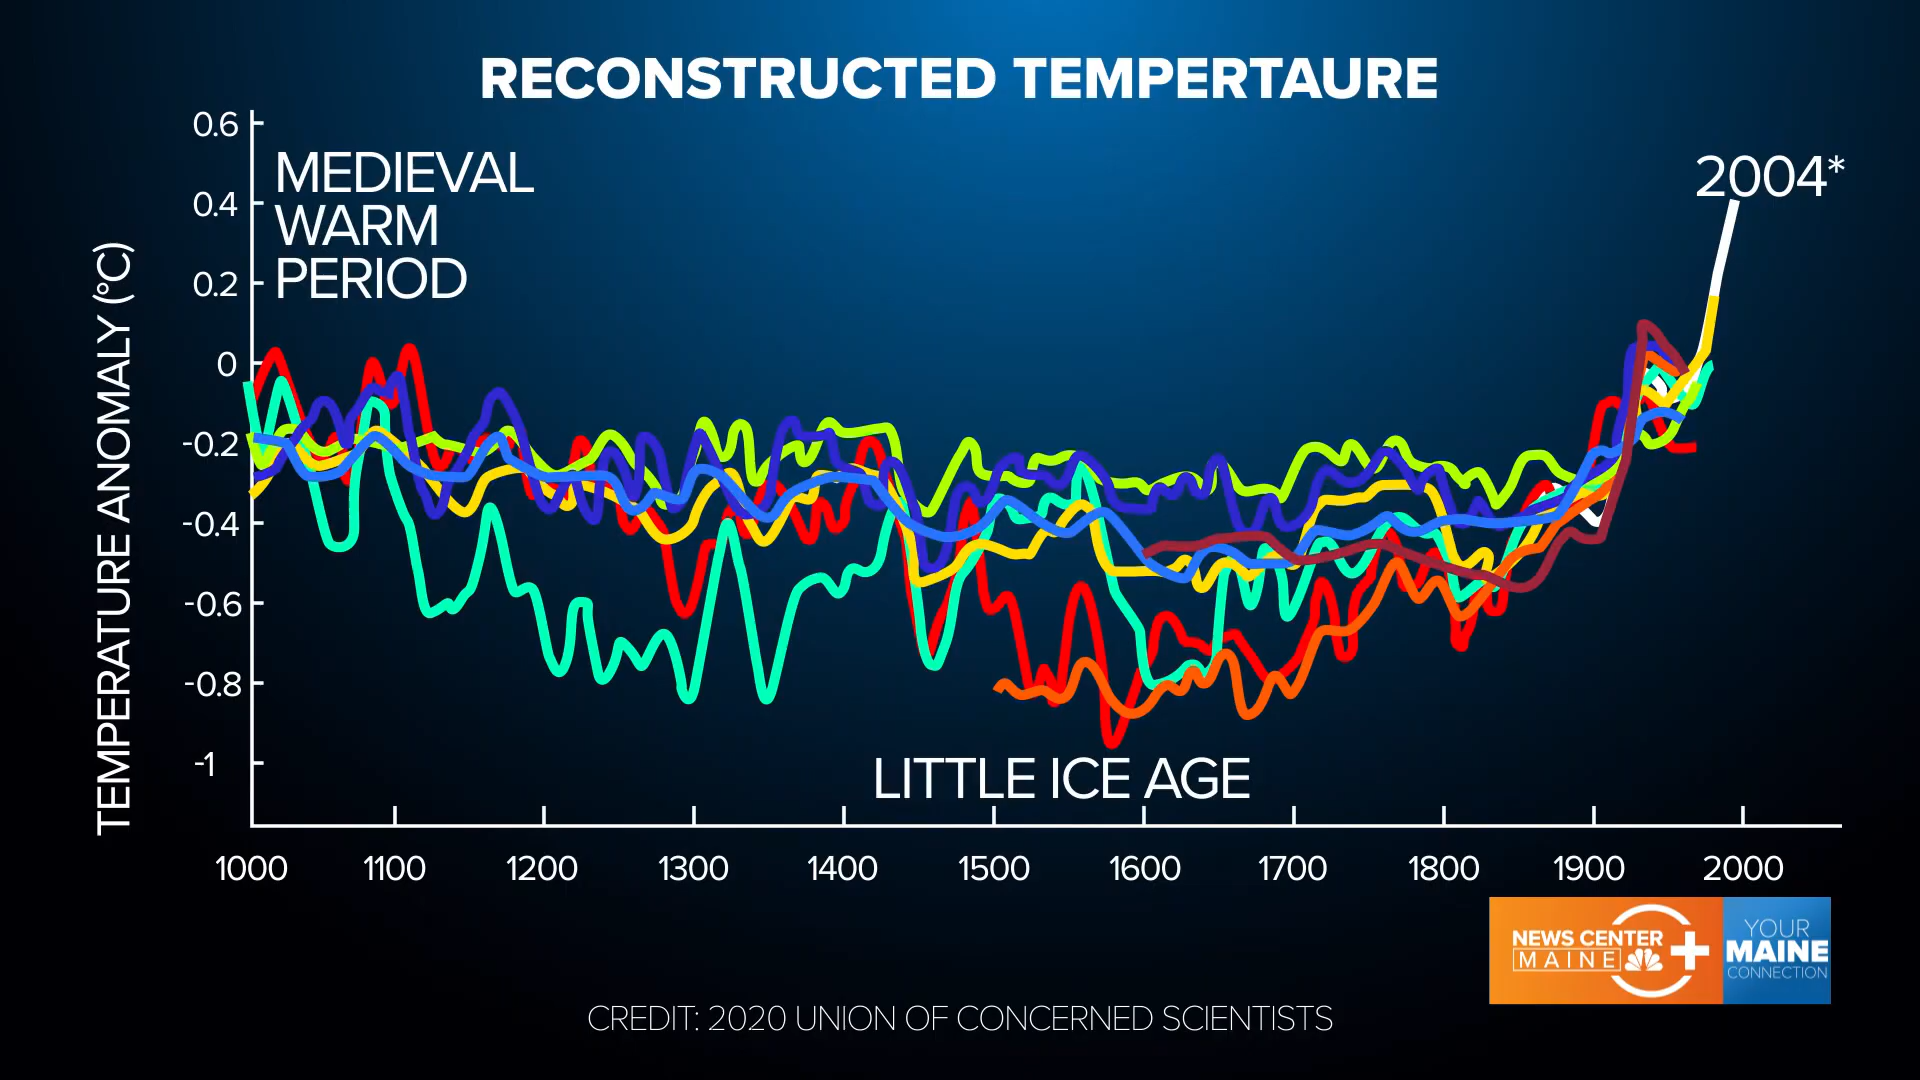 RECONSTRUCTED TEMPERTAURE
0.6
MEDIEVAL
WARM
PERIOD
2004*
0.4
0.2
0
-0.2
-0.4
-0.6
-0.8
-1
TEMPERATURE ANOMALY (°C)
LITTLE ICE AGE
1000 1100 1200 1300 1400 1500 1600 1700 1800 1900 2000
NEWS CENTER
MAINE
+
YOUR
MAINE
CONNECTION
CREDIT: 2020 UNION OF CONCERNED SCIENTISTS